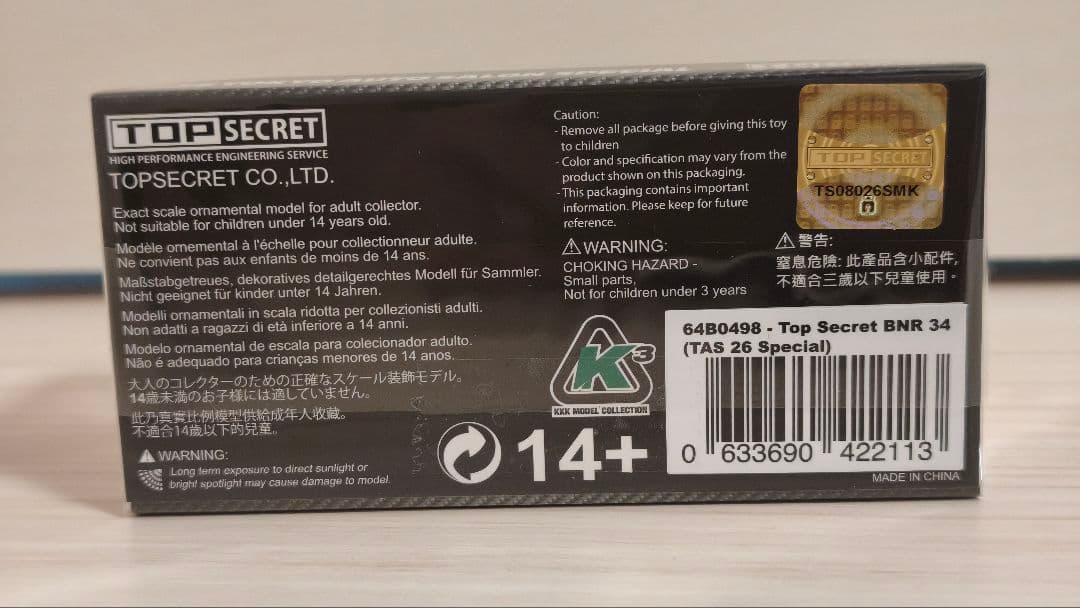 TOP SECRET
HIGH PERFORMANCE ENGINEERING SERVICE
TOPSECRET CO.,LTD.
Exact scale ornamental model for adult collector.
Not suitable for children under 14 years old.
Modèle ornemental à l'échelle pour collectionneur adulte.
Ne convient pas aux enfants de moins de 14 ans.
Maßstabgetreues, dekoratives detailgerechtes Modell für Sammler.
Nicht geeignet für kinder unter 14 Jahren.
Modelli ornamentali in scala ridotta per collezionisti adulti.
Non adatti a ragazzi di età inferiore a 14 anni.
Modelo ornamental de escala para colecionador adulto.
Não é adequado para crianças menores de 14 anos.
大人のコレクターのための正確なスケール装飾モデル。
14歳未満のお子様には適していません。
此乃真實比例模型供給成年人收藏。
不適合14歲以下的兒童。
WARNING:
Long term exposure to direct sunlight or
bright spotlight may cause damage to model.
Caution:
- Remove all package before giving this toy
to children
- Color and specification may vary from the
product shown on this packaging.
- This packaging contains important
information. Please keep for future
reference.
WARNING:
CHOKING HAZARD -
Small parts,
Not for children under 3 years
TOP SECRET
TS08026SMK
警告:
窒息危險: 此產品含小配件,
不適合三歲以下兒童使用。
K3
KKK MODEL COLLECTION
14+
64B0498 - Top Secret BNR 34
(TAS 26 Special)
0 633690 422113
MADE IN CHINA